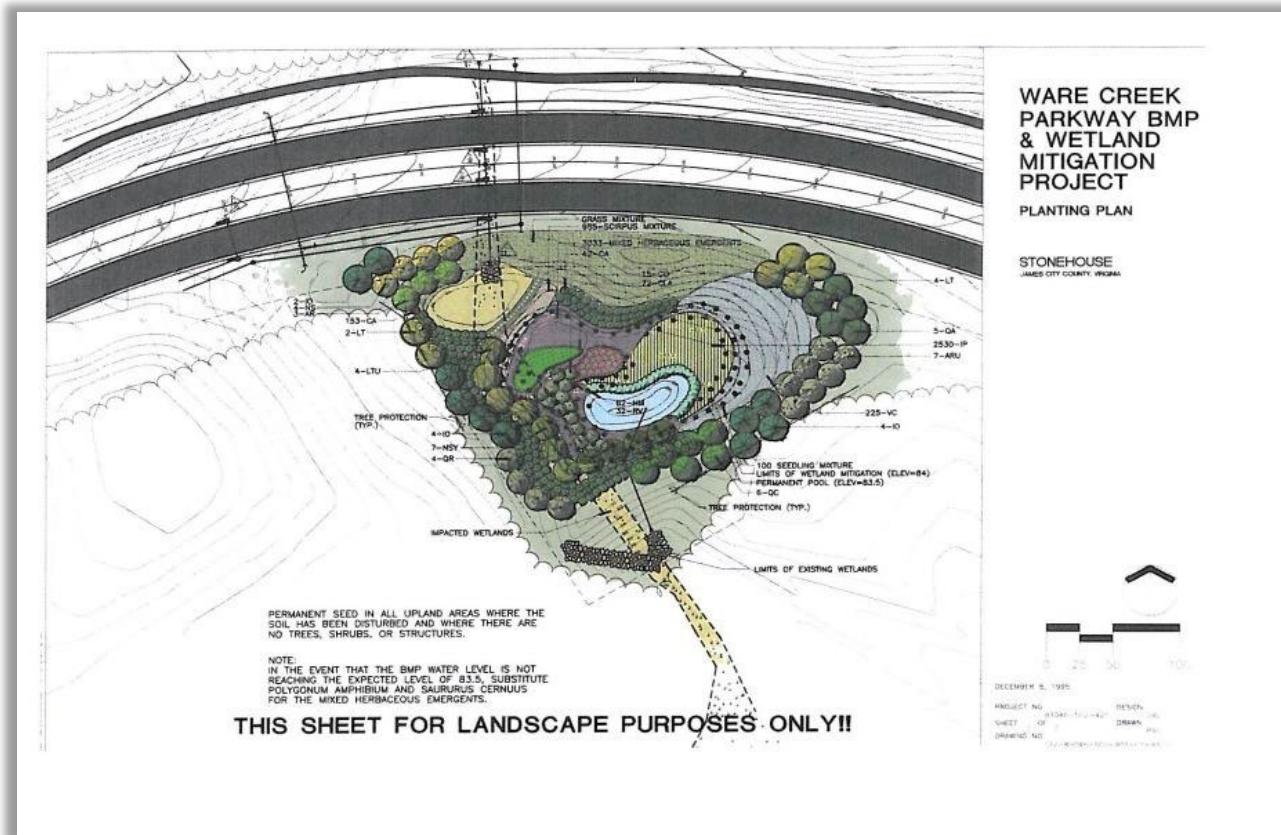 WARE CREEK
PARKWAY BMP
& WETLAND
MITIGATION
PROJECT
PLANTING PLAN
STONEHOUSE
JAMES CITY COUNTY, VIRGINIA
GRASS MIXTURE
955-SCIRPUS MIXTURE
3033-MIXED HERBACEOUS EMERGENTS
42-CA
15-CO
4-LT
153-CA
2-LT
4-LTU
5-QA
2530-IP
7-ARU
TREE PROTECTION
(TYP.)
4-IO
7-NSY
4-QR
82-HM
32-RV
225-VC
4-IO
100 SEEDLING MIXTURE
LIMITS OF WETLAND MITIGATION (ELEV=84)
PERMANENT POOL (ELEV=83.5)
6-QC
TREE PROTECTION (TYP.)
IMPACTED WETLANDS
LIMITS OF EXISTING WETLANDS
PERMANENT SEED IN ALL UPLAND AREAS WHERE THE
SOIL HAS BEEN DISTURBED AND WHERE THERE ARE
NO TREES, SHRUBS, OR STRUCTURES.
NOTE:
IN THE EVENT THAT THE BMP WATER LEVEL IS NOT
REACHING THE EXPECTED LEVEL OF 83.5, SUBSTITUTE
POLYGONUM AMPHIBIUM AND SAURURUS CERNUUS
FOR THE MIXED HERBACEOUS EMERGENTS.
THIS SHEET FOR LANDSCAPE PURPOSES ONLY!!
0 25 50 100
DECEMBER 5, 1995
PROJECT NO DESIGN
SHEET OF DRAWN
DRAWING NO